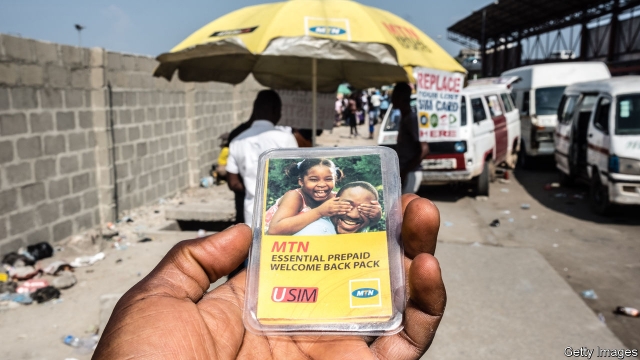 MTN
MTN
REPLACE
YOUR LOST
SIM CARD
HERE
MTN
ESSENTIAL PREPAID
WELCOME BACK PACK
USIM
MTN
Getty Images